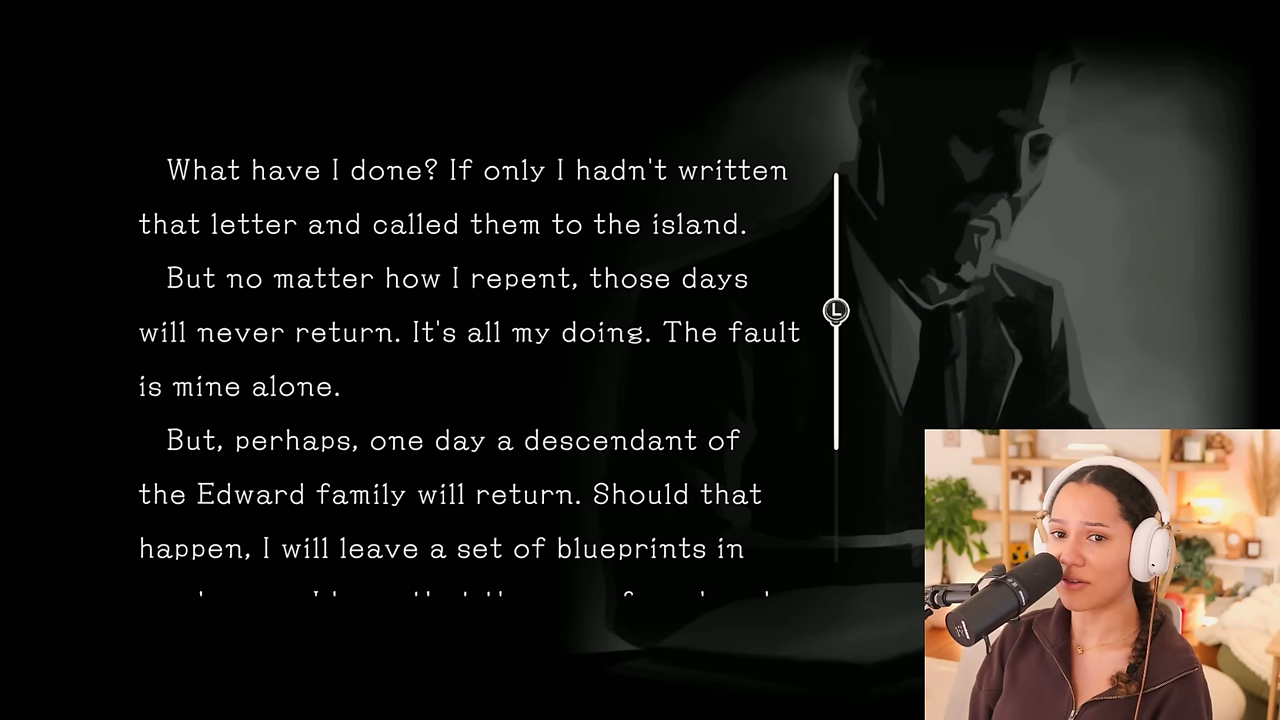 What have I done? If only I hadn't written
that letter and called them to the island.
But no matter how I repent, those days
will never return. It's all my doing. The fault
is mine alone.
But, perhaps, one day a descendant of
the Edward family will return. Should that
happen, I will leave a set of blueprints in
L